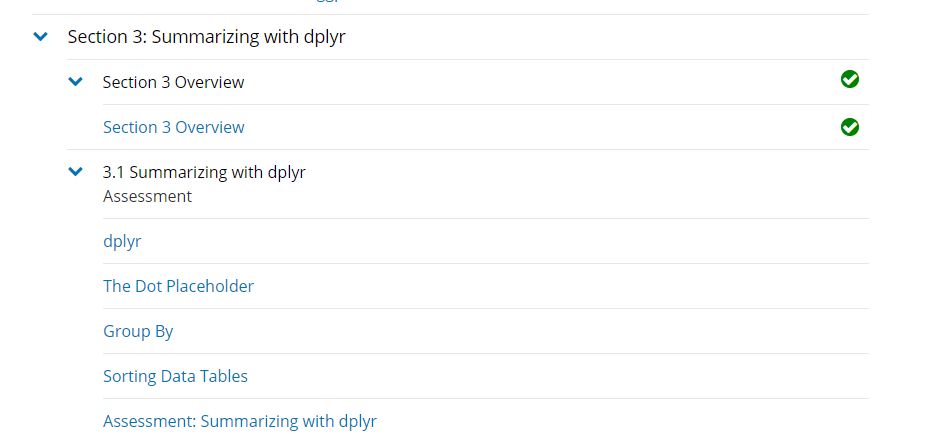 Section 3: Summarizing with dplyr
Section 3 Overview
Section 3 Overview
3.1 Summarizing with dplyr
Assessment
dplyr
The Dot Placeholder
Group By
Sorting Data Tables
Assessment: Summarizing with dplyr